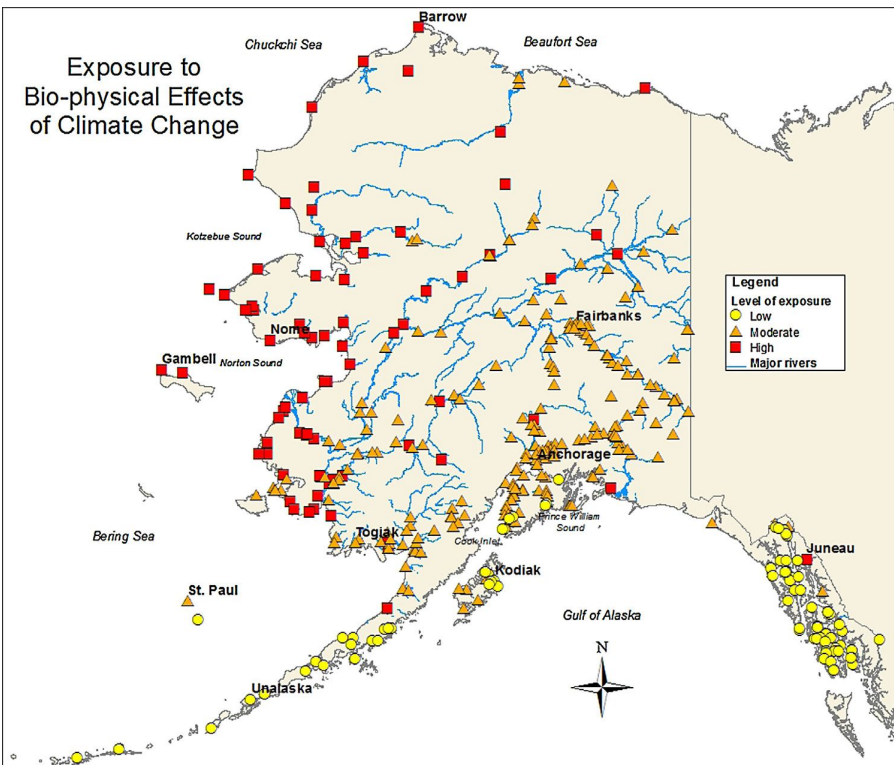 Barrow
Chuckchi Sea
Beaufort Sea
Exposure to
Bio-physical Effects
of Climate Change
Kotzebue Sound
Legend
Level of exposure
Low
Moderate
High
Major rivers
Fairbanks
Nome
Gambell
Norton Sound
Anchorage
Prince William
Sound
Bering Sea
Togiak
Cook Inlet
Juneau
Kodiak
St. Paul
Gulf of Alaska
N
Unalaska